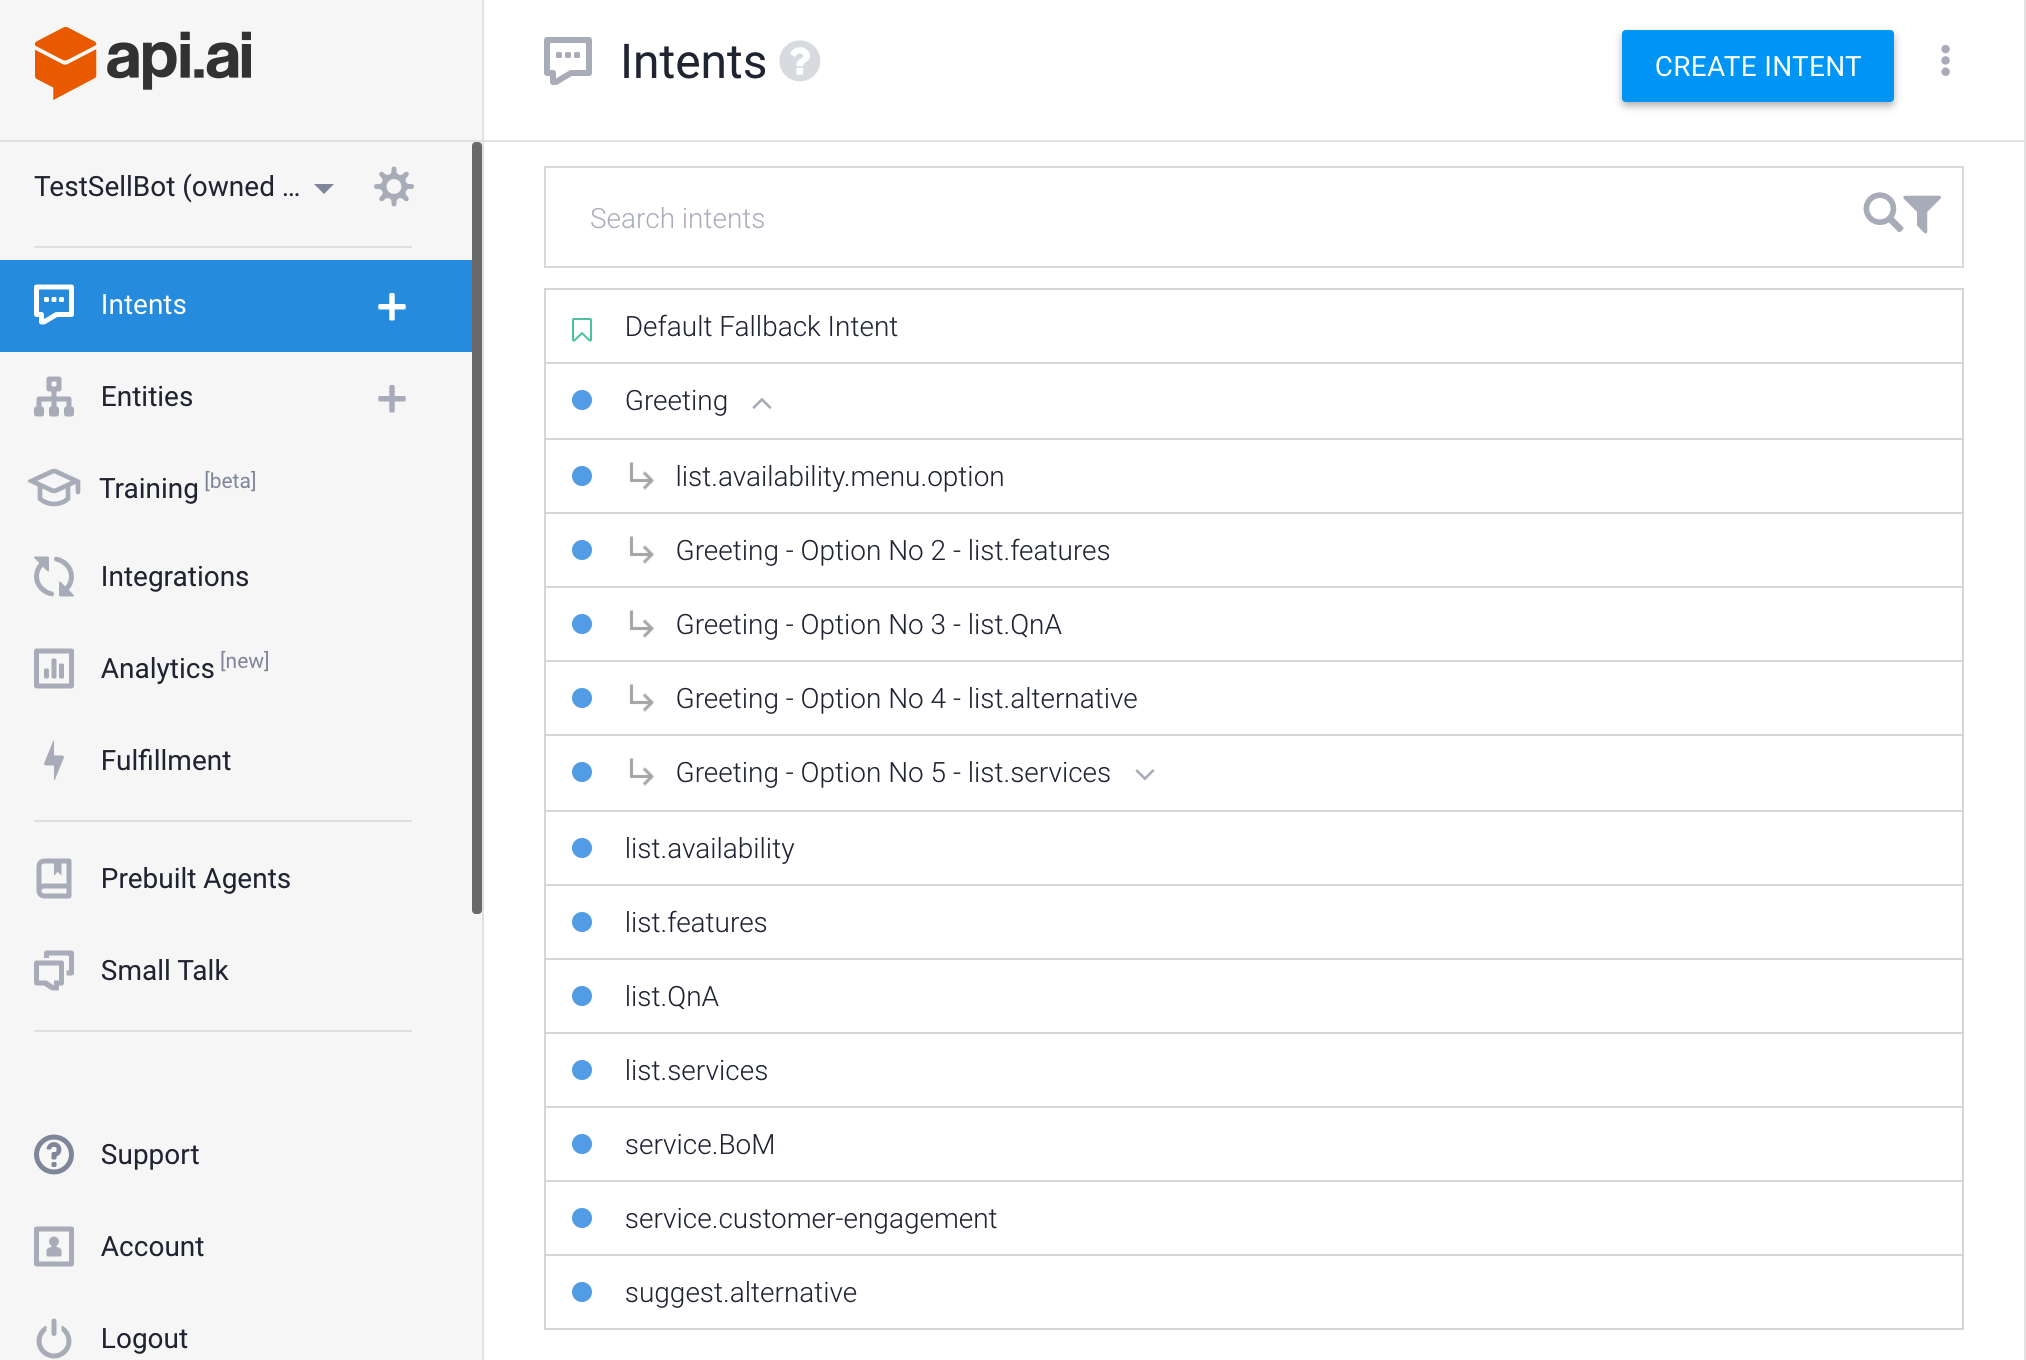 api.ai
TestSellBot (owned ...
Intents
Entities
Training [beta]
Integrations
Analytics [new]
Fulfillment
Prebuilt Agents
Small Talk
Support
Account
Logout
Intents ?
CREATE INTENT
Search intents
Default Fallback Intent
Greeting
list.availability.menu.option
Greeting - Option No 2 - list.features
Greeting - Option No 3 - list.QnA
Greeting - Option No 4 - list.alternative
Greeting - Option No 5 - list.services
list.availability
list.features
list.QnA
list.services
service.BoM
service.customer-engagement
suggest.alternative